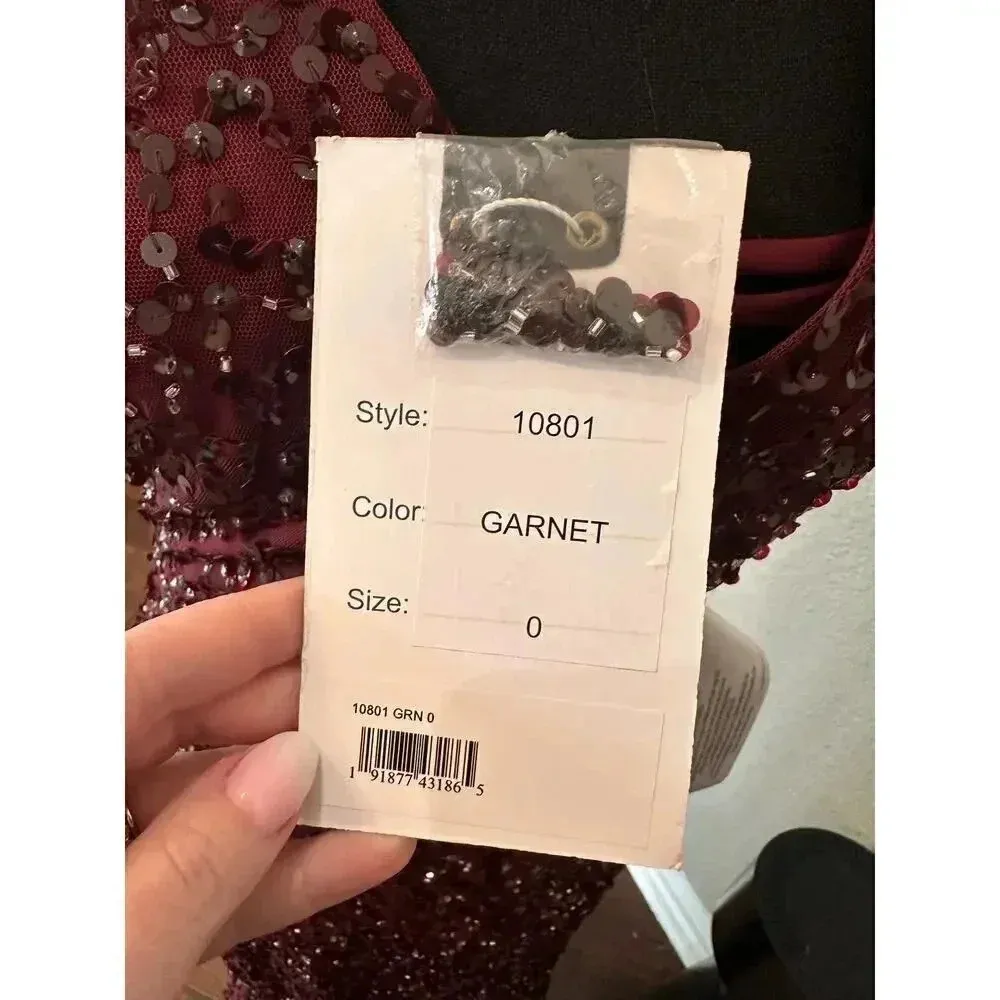 Style: 10801
Color: GARNET
Size: 0
10801 GRN 0
1 91877 43186 5